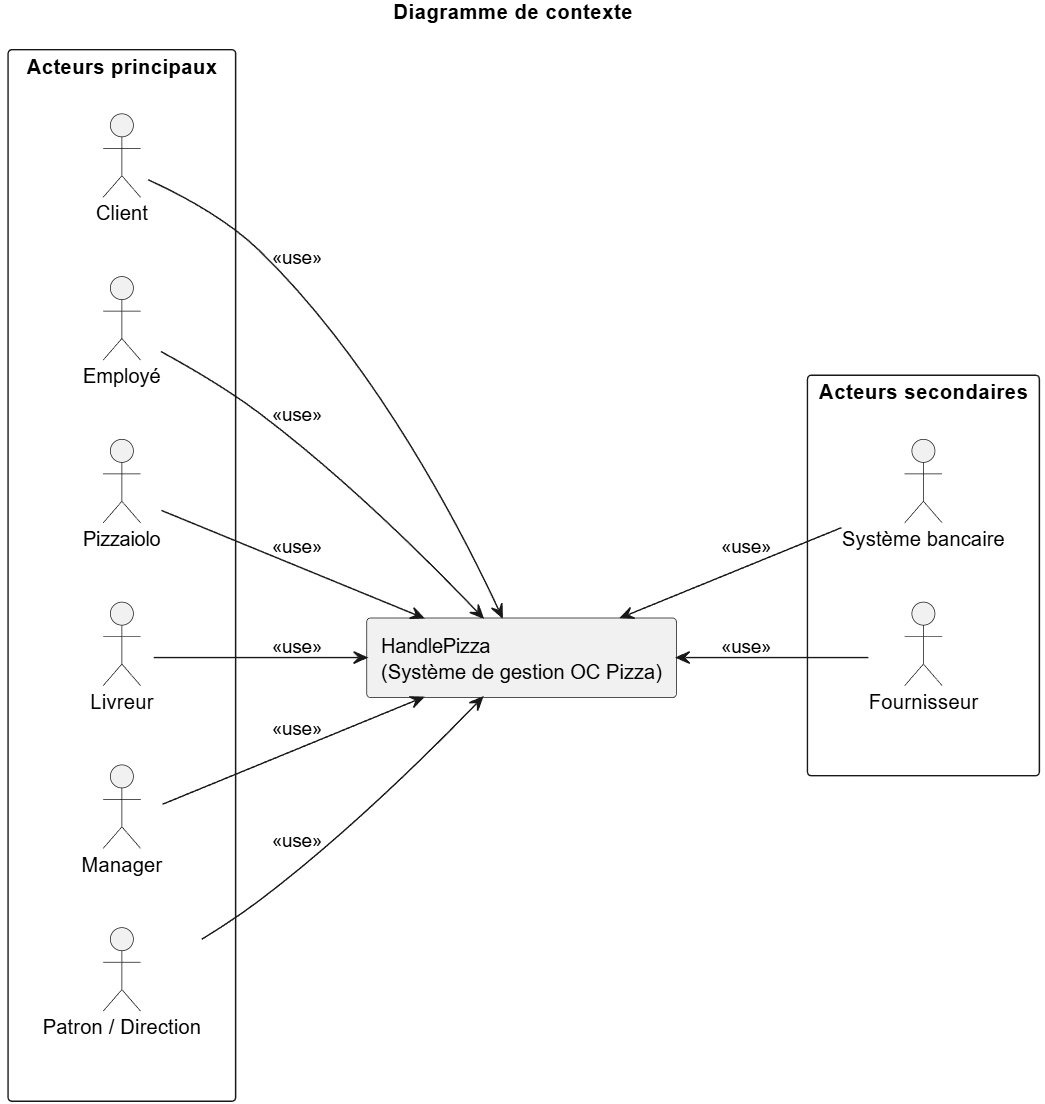 Diagramme de contexte
Acteurs principaux
Client
«use»
Employé
«use»
Pizzaiolo
«use»
Livreur
«use»
Manager
«use»
Patron / Direction
«use»
HandlePizza
(Système de gestion OC Pizza)
Acteurs secondaires
Système bancaire
«use»
Fournisseur
«use»